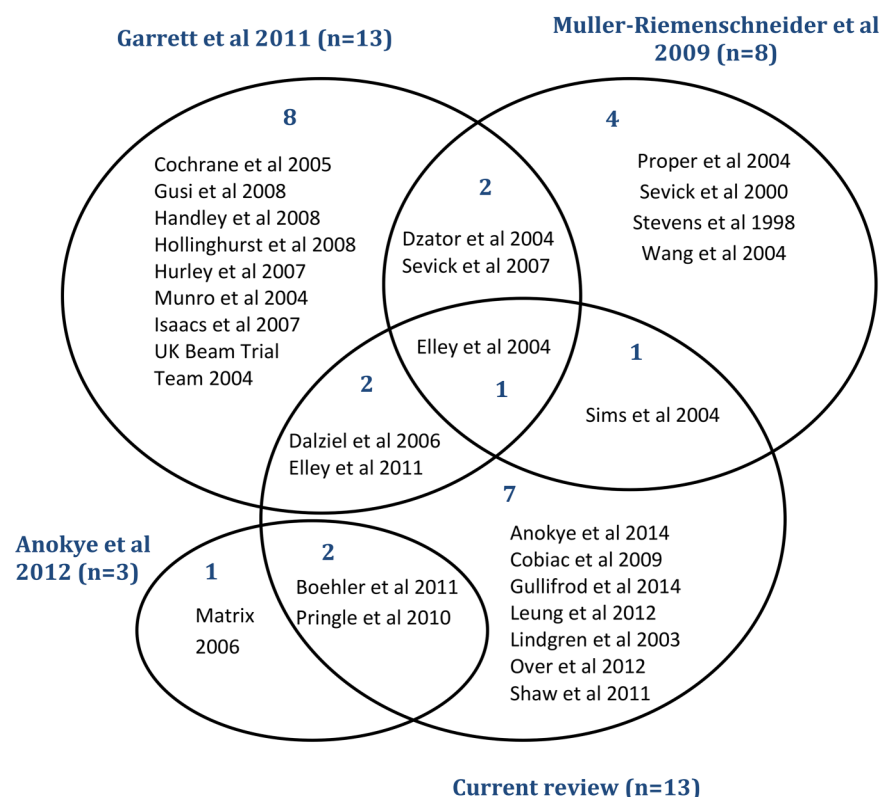 Garrett et al 2011 (n=13)
Muller-Riemenschneider et al
2009 (n=8)
8
Cochrane et al 2005
Gusi et al 2008
Handley et al 2008
Hollinghurst et al 2008
Hurley et al 2007
Munro et al 2004
Isaacs et al 2007
UK Beam Trial
Team 2004
2
Dzator et al 2004
Sevick et al 2007
4
Proper et al 2004
Sevick et al 2000
Stevens et al 1998
Wang et al 2004
Elley et al 2004
1
2
Dalziel et al 2006
Elley et al 2011
1
Sims et al 2004
Anokye et al
2012 (n=3)
1
Matrix
2006
2
Boehler et al 2011
Pringle et al 2010
7
Anokye et al 2014
Cobiac et al 2009
Gullifrod et al 2014
Leung et al 2012
Lindgren et al 2003
Over et al 2012
Shaw et al 2011
Current review (n=13)